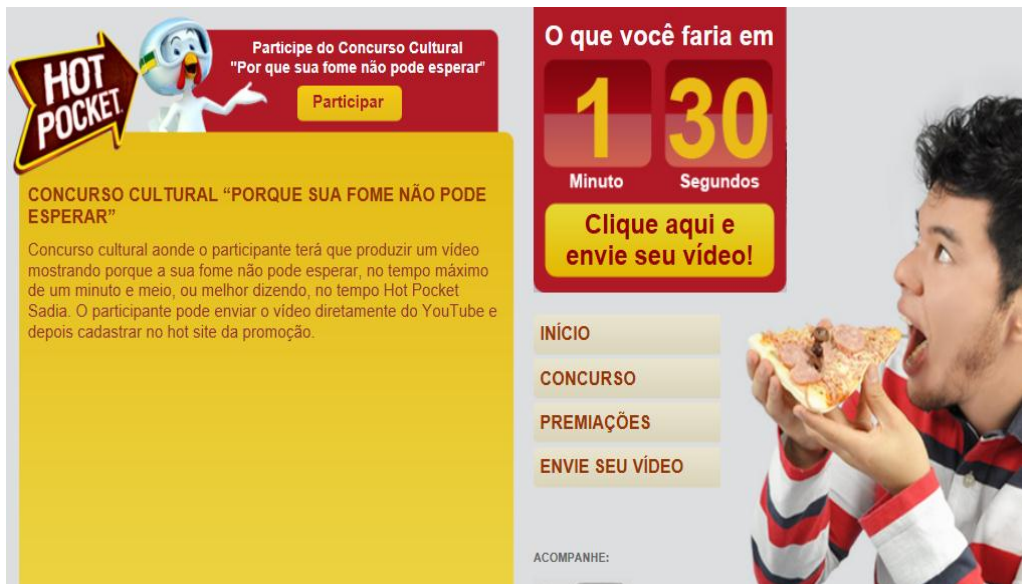 HOT
POCKET
Participe do Concurso Cultural
"Por que sua fome não pode esperar"
Participar
CONCURSO CULTURAL “PORQUE SUA FOME NÃO PODE
ESPERAR”
Concurso cultural aonde o participante terá que produzir um vídeo
mostrando porque a sua fome não pode esperar, no tempo máximo
de um minuto e meio, ou melhor dizendo, no tempo Hot Pocket
Sadia. O participante pode enviar o vídeo diretamente do YouTube e
depois cadastrar no hot site da promoção.
O que você faria em
1 30
Minuto Segundos
Clique aqui e
envie seu vídeo!
INÍCIO
CONCURSO
PREMIAÇÕES
ENVIE SEU VÍDEO
ACOMPANHE: